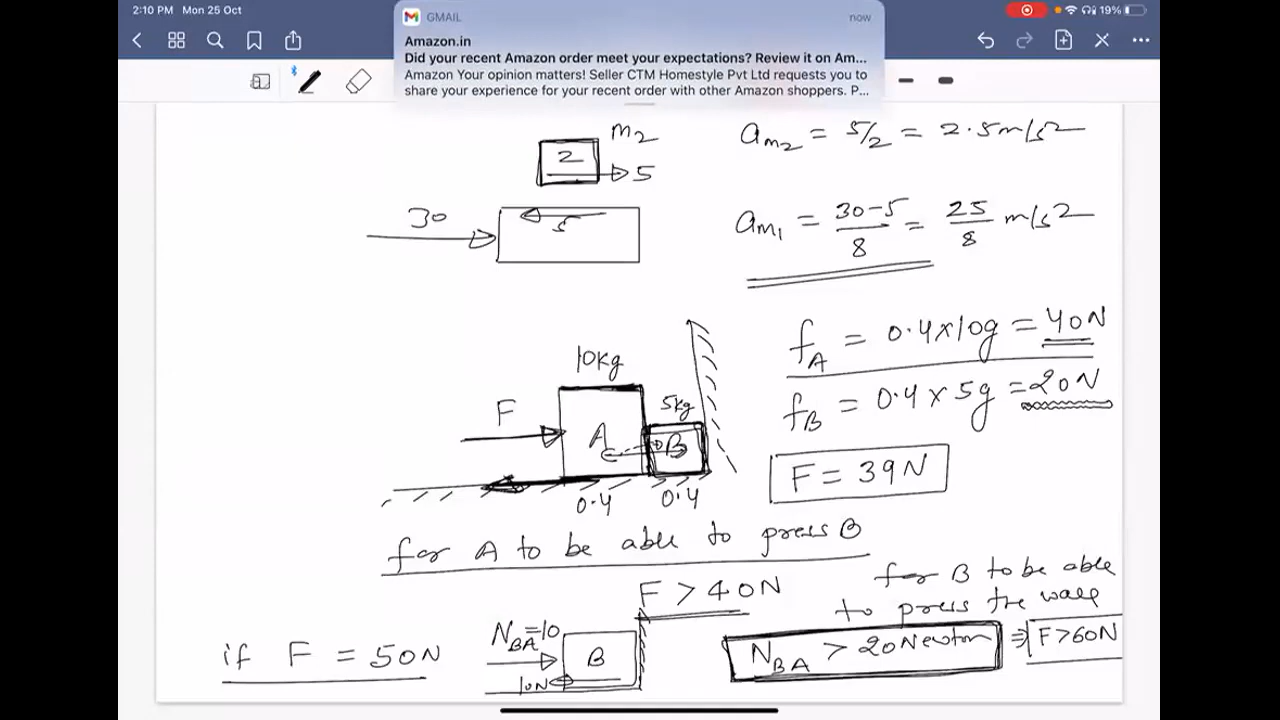 2:10 PM Mon 25 Oct
19%
GMAIL
now
Amazon.in
Did your recent Amazon order meet your expectations? Review it on Am...
Amazon Your opinion matters! Seller CTM Homestyle Pvt Ltd requests you to
share your experience for your recent order with other Amazon shoppers. P...
m2
2
5
a_m2 = 5/2 = 2.5 m/s²
30
5
a_m1 = (30-5)/8 = 25/8 m/s²
10kg
5kg
F
A
B
0.4
0.4
f_A = 0.4×10g = 40N
f_B = 0.4×5g = 20N
F = 39N
for A to be able to press B
F > 40N
for B to be able
to press the wall
N_BA > 20 Newton ⇒ F>60N
if F = 50N
N_BA=10
10N
B